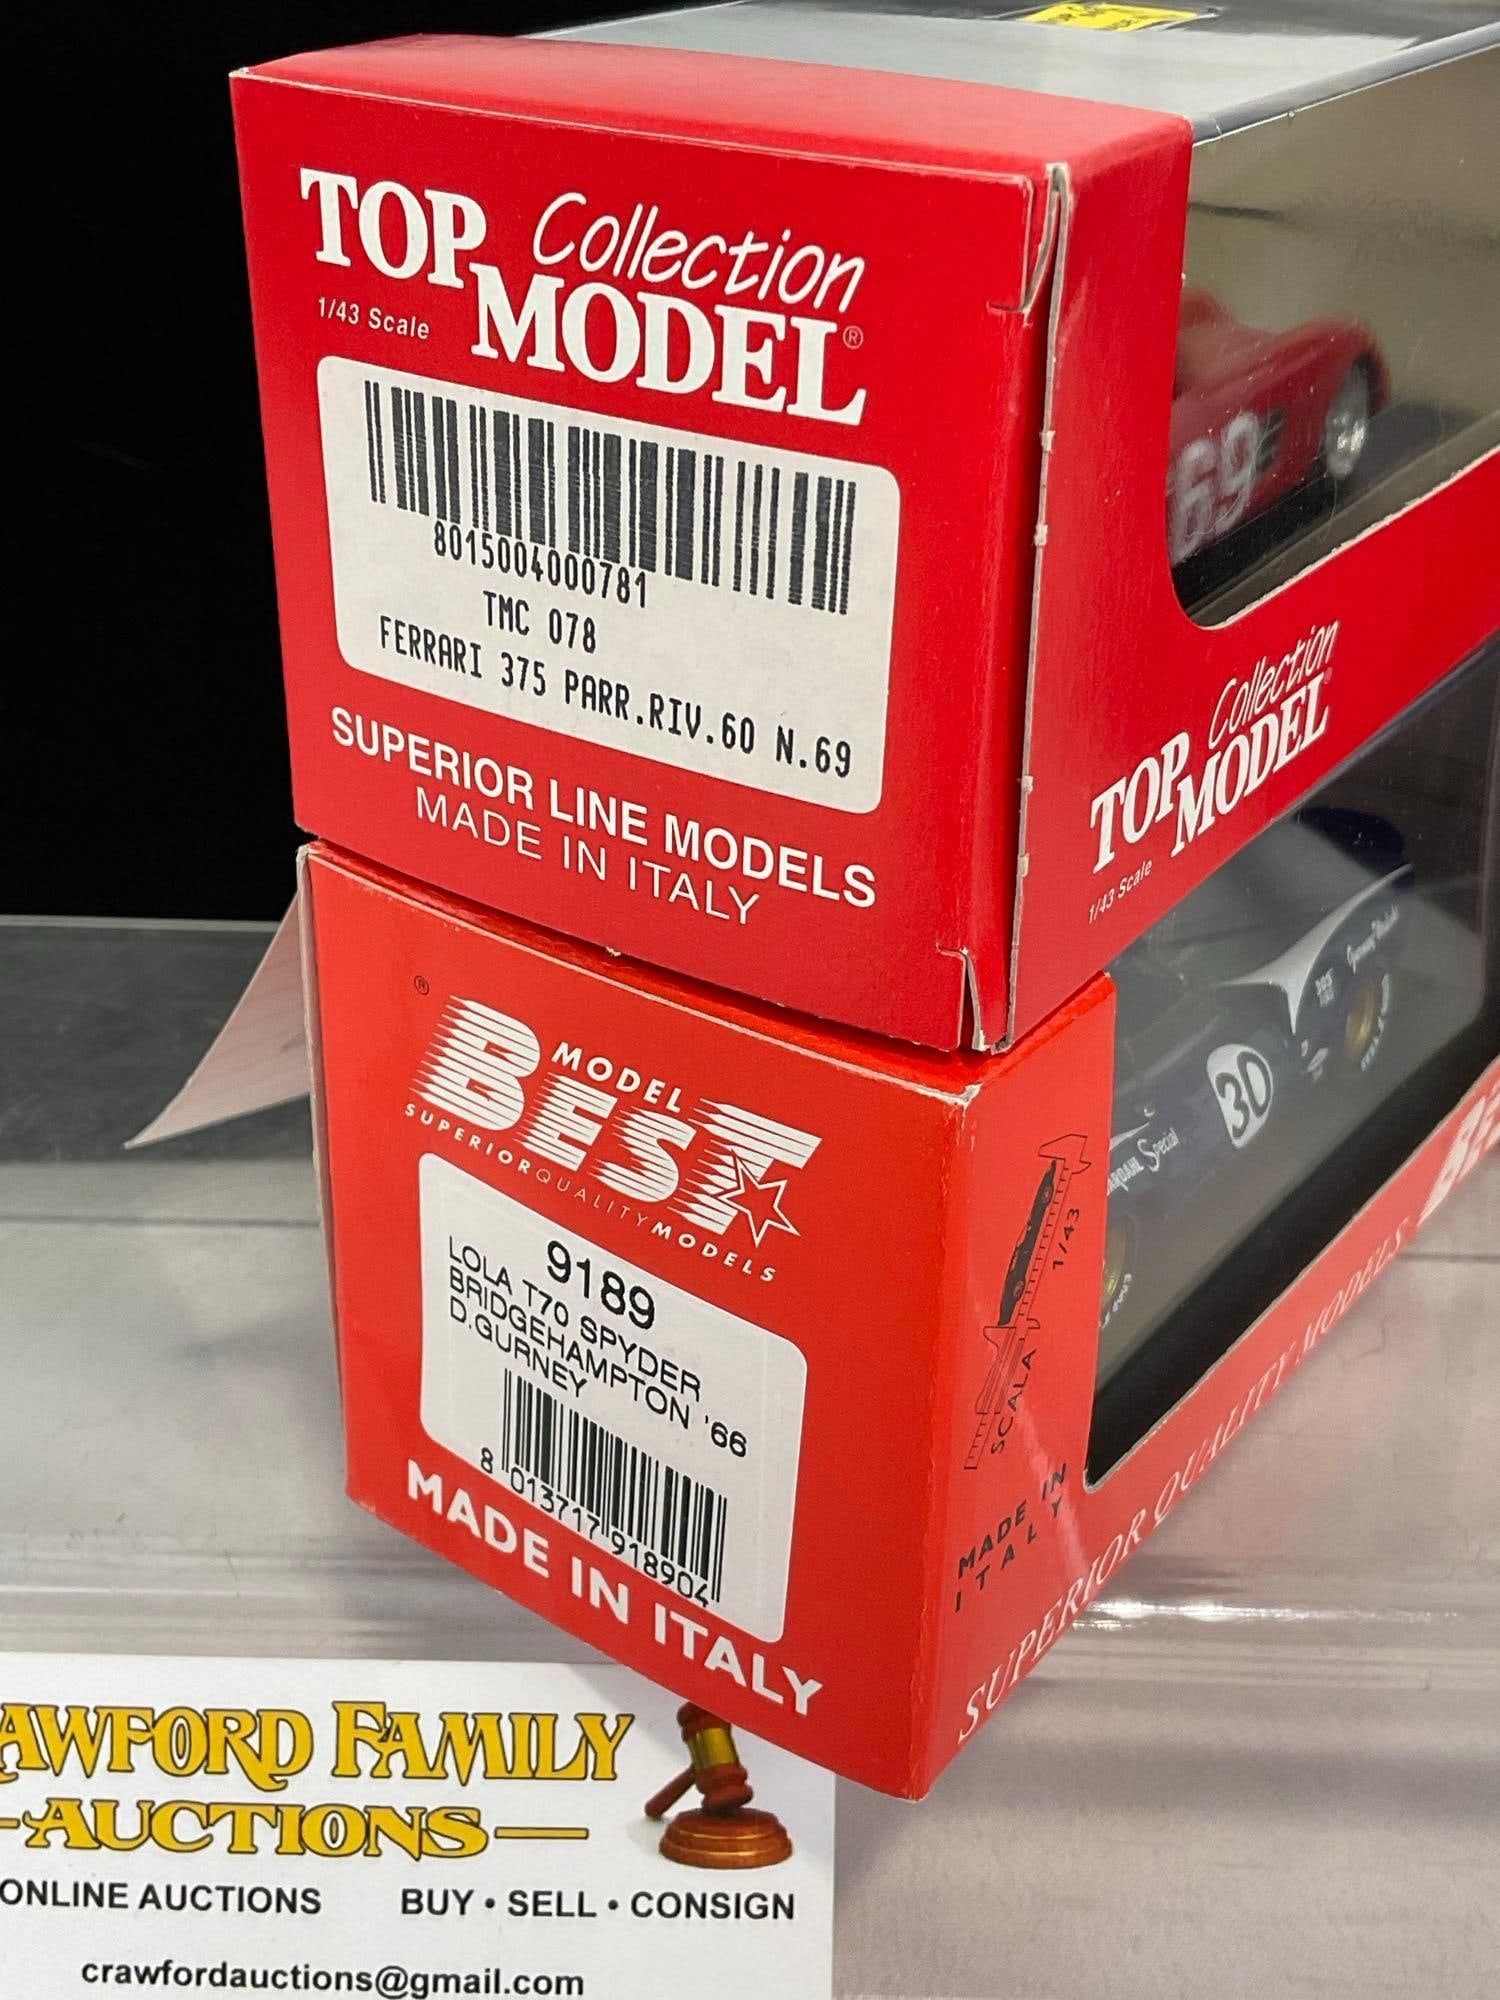 TOP Collection
MODEL®
1/43 Scale
8015004000781
TMC 078
FERRARI 375 PARR.RIV.60 N.69
SUPERIOR LINE MODELS
MADE IN ITALY
69
TOP Collection
MODEL
1/43 Scale
®
MODEL
BEST
SUPERIOR QUALITY MODELS
9189
LOLA T70 SPYDER
BRIDGEHAMPTON '66
D.GURNEY
8 013717 918904
MADE IN ITALY
1/43
SCALA
MADE IN
ITALY
30
Special
SUPERIOR QUALITY MODELS
AWFORD FAMILY
-AUCTIONS-
ONLINE AUCTIONS BUY • SELL • CONSIGN
crawfordauctions@gmail.com